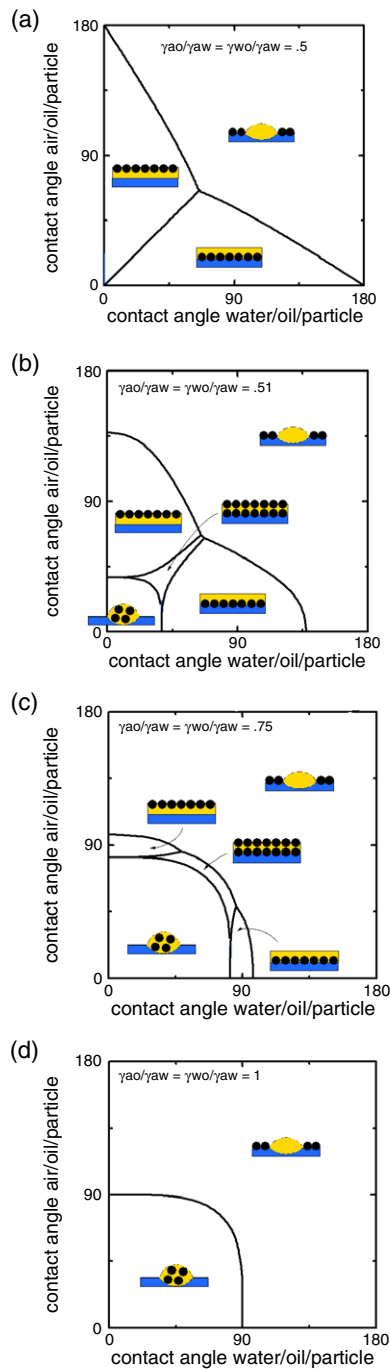 (a)
180
γao/γaw = γwo/γaw = .5
90
0
contact angle air/oil/particle
0 90 180
contact angle water/oil/particle
(b)
180
γao/γaw = γwo/γaw = .51
90
0
contact angle air/oil/particle
0 90 180
contact angle water/oil/particle
(c)
180
γao/γaw = γwo/γaw = .75
90
0
contact angle air/oil/particle
0 90 180
contact angle water/oil/particle
(d)
180
γao/γaw = γwo/γaw = 1
90
0
contact angle air/oil/particle
0 90 180
contact angle water/oil/particle